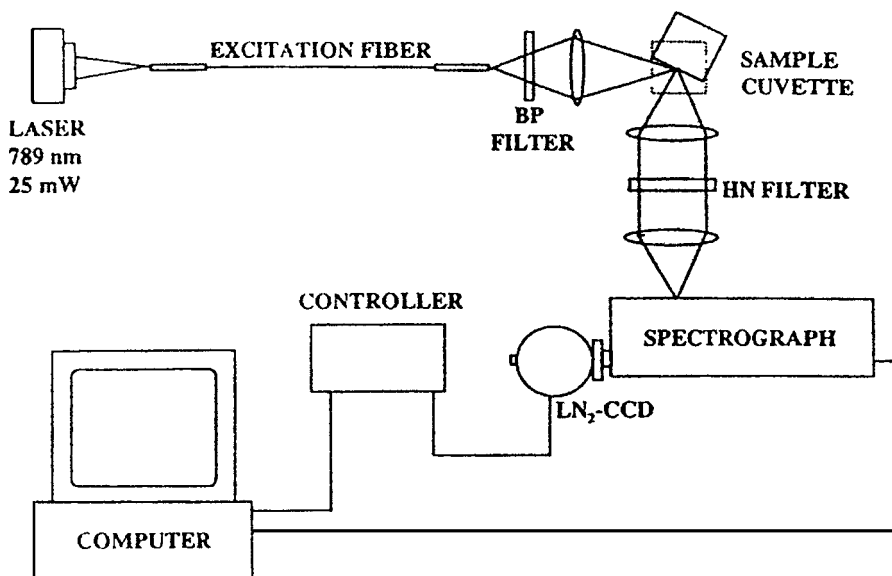 EXCITATION FIBER
SAMPLE
CUVETTE
LASER
789 nm
25 mW
BP
FILTER
HN FILTER
CONTROLLER
SPECTROGRAPH
LN₂-CCD
COMPUTER